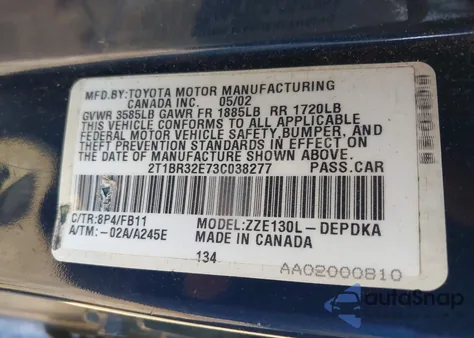 MFD.BY:TOYOTA MOTOR MANUFACTURING
CANADA INC. 05/02
GVWR 3585LB GAWR FR 1885LB RR 1720LB
THIS VEHICLE CONFORMS TO ALL APPLICABLE
FEDERAL MOTOR VEHICLE SAFETY,BUMPER, AND
THEFT PREVENTION STANDARDS IN EFFECT ON
THE DATE OF MANUFACTURE SHOWN ABOVE.
2T1BR32E73C038277 PASS.CAR
C/TR:8P4/FB11 MODEL:ZZE130L-DEPDKA
A/TM:-02A/A245E MADE IN CANADA
134 AA02000810
autoSnap